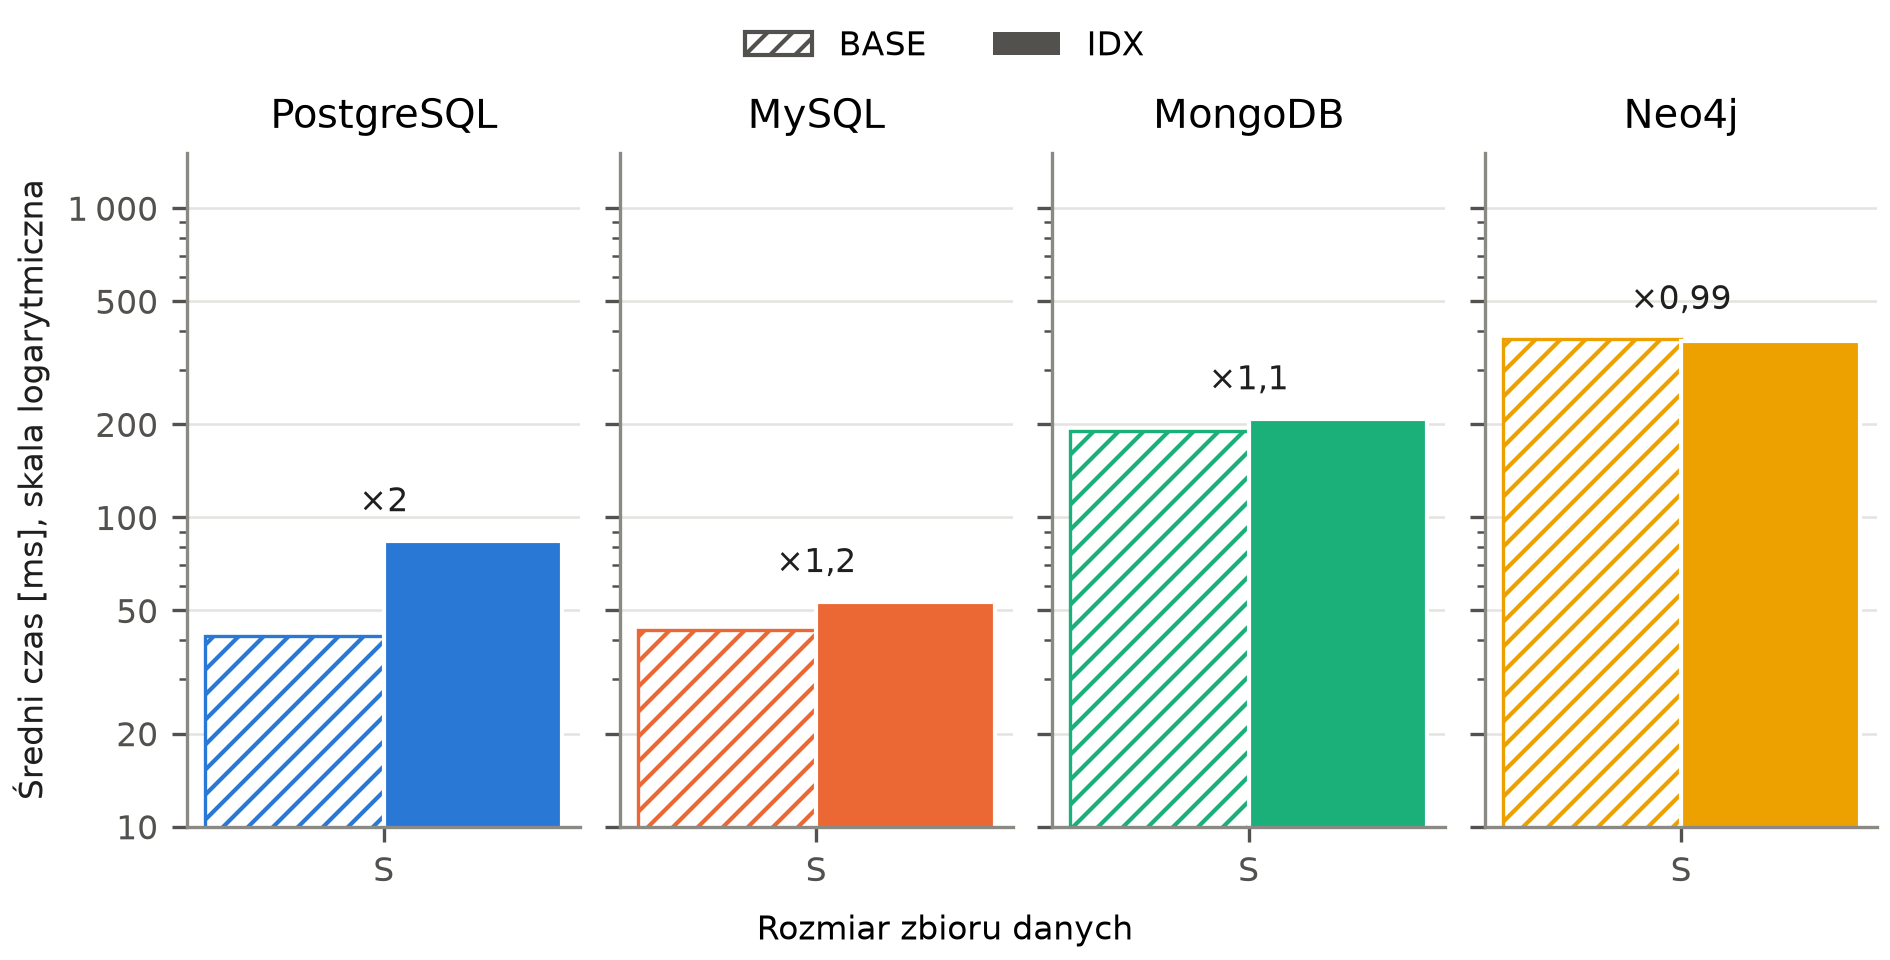 BASE IDX
PostgreSQL MySQL MongoDB Neo4j
Średni czas [ms], skala logarytmiczna
1 000
500
200
100
50
20
10
×2
×1,2
×1,1
×0,99
S S S S
Rozmiar zbioru danych